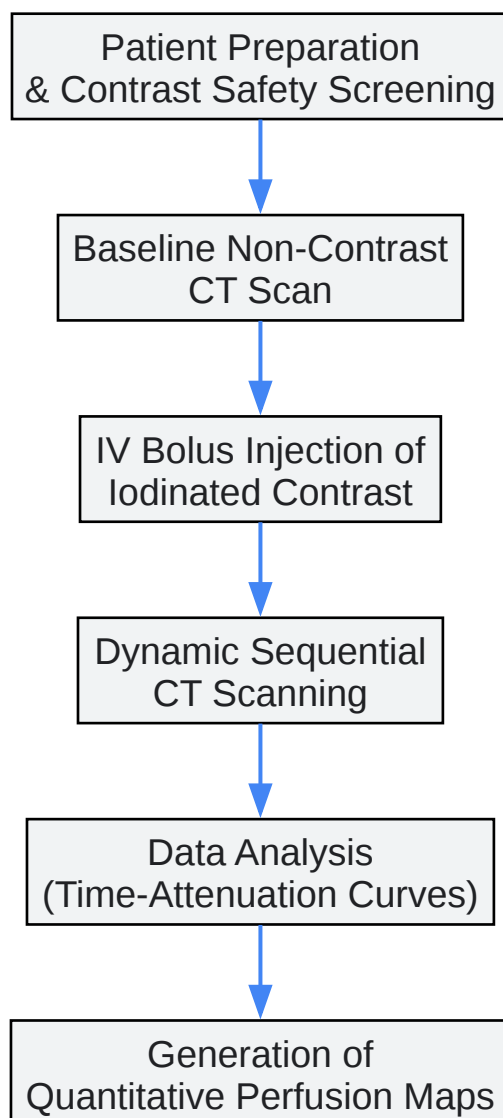 Patient Preparation
& Contrast Safety Screening
Baseline Non-Contrast
CT Scan
IV Bolus Injection of
Iodinated Contrast
Dynamic Sequential
CT Scanning
Data Analysis
(Time-Attenuation Curves)
Generation of
Quantitative Perfusion Maps